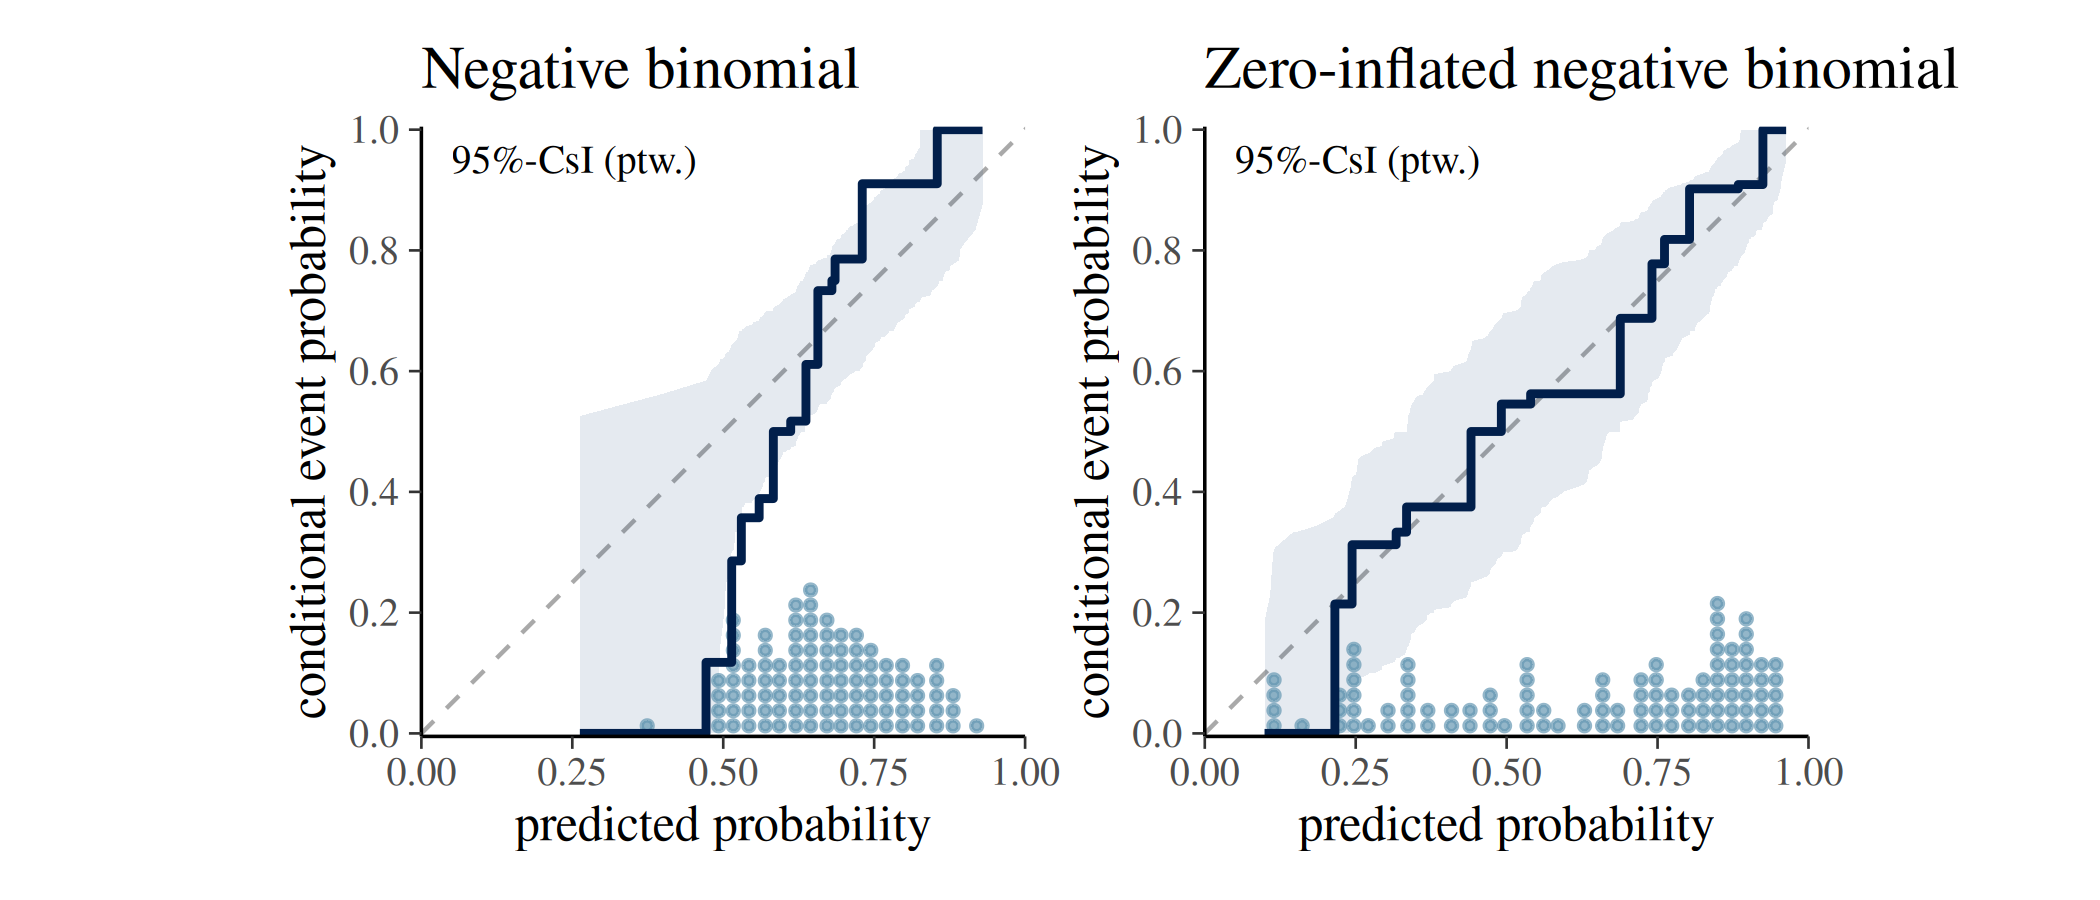 Negative binomial
95%-CsI (ptw.)
conditional event probability
1.0
0.8
0.6
0.4
0.2
0.0
0.00 0.25 0.50 0.75 1.00
predicted probability
Zero-inflated negative binomial
95%-CsI (ptw.)
conditional event probability
1.0
0.8
0.6
0.4
0.2
0.0
0.00 0.25 0.50 0.75 1.00
predicted probability